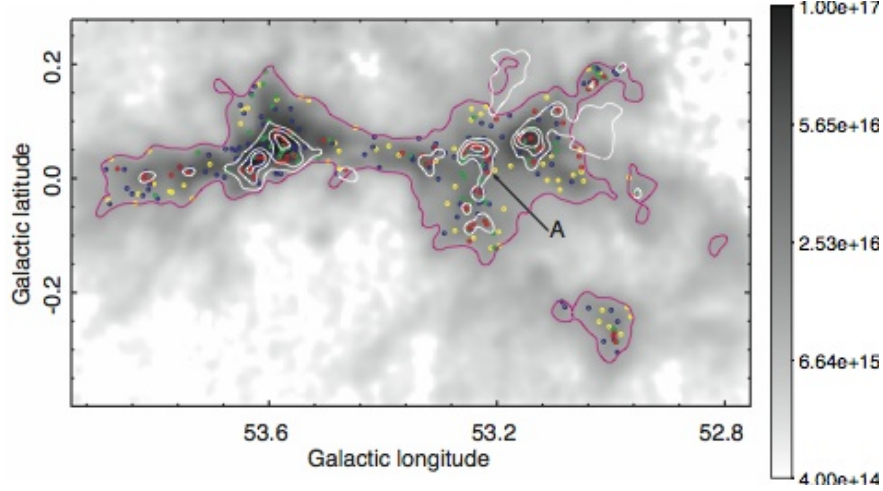 0.2
0.0
-0.2
Galactic latitude
A
53.6
53.2
52.8
Galactic longitude
1.00e+17
5.65e+16
2.53e+16
6.64e+15
4.00e+14